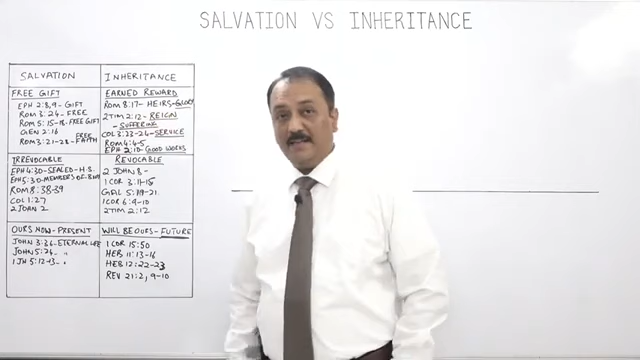 SALVATION VS INHERITANCE
SALVATION
INHERITANCE
FREE GIFT
EPH 2:8,9- GIFT
ROM 3:24- FREE
ROM 5:15-18- FREE GIFT
GEN 2:16
FREE
ROM 3:21-28- FAITH
EARNED REWARD
ROM 8:17- HEIRS-GLORY
2TIM 2:12- REIGN
- SUFFERING
COL 3:23-24-SERVICE
ROM 4:4-5
EPH 2:10-GOOD WORKS
IRREVOCABLE
EPH 4:30-SEALED-H.S.
EPH 5:30-MEMBERS OF
ROM 8:38-39
COL 1:27
2 JOHN 2
REVOCABLE
2 JOHN 8-
1 COR 3:11-15
GAL 5:19-21
1COR 6:9-10
2TIM 2:12
OURS NOW-PRESENT
JOHN 3:36-ETERNAL LIFE
JOHN 5:24- "
1 JH 5:12-13- "
WILL BE OURS-FUTURE
1 COR 15:50
HEB 11:13-16
HEB 12:22-23
REV 21:2, 9-10